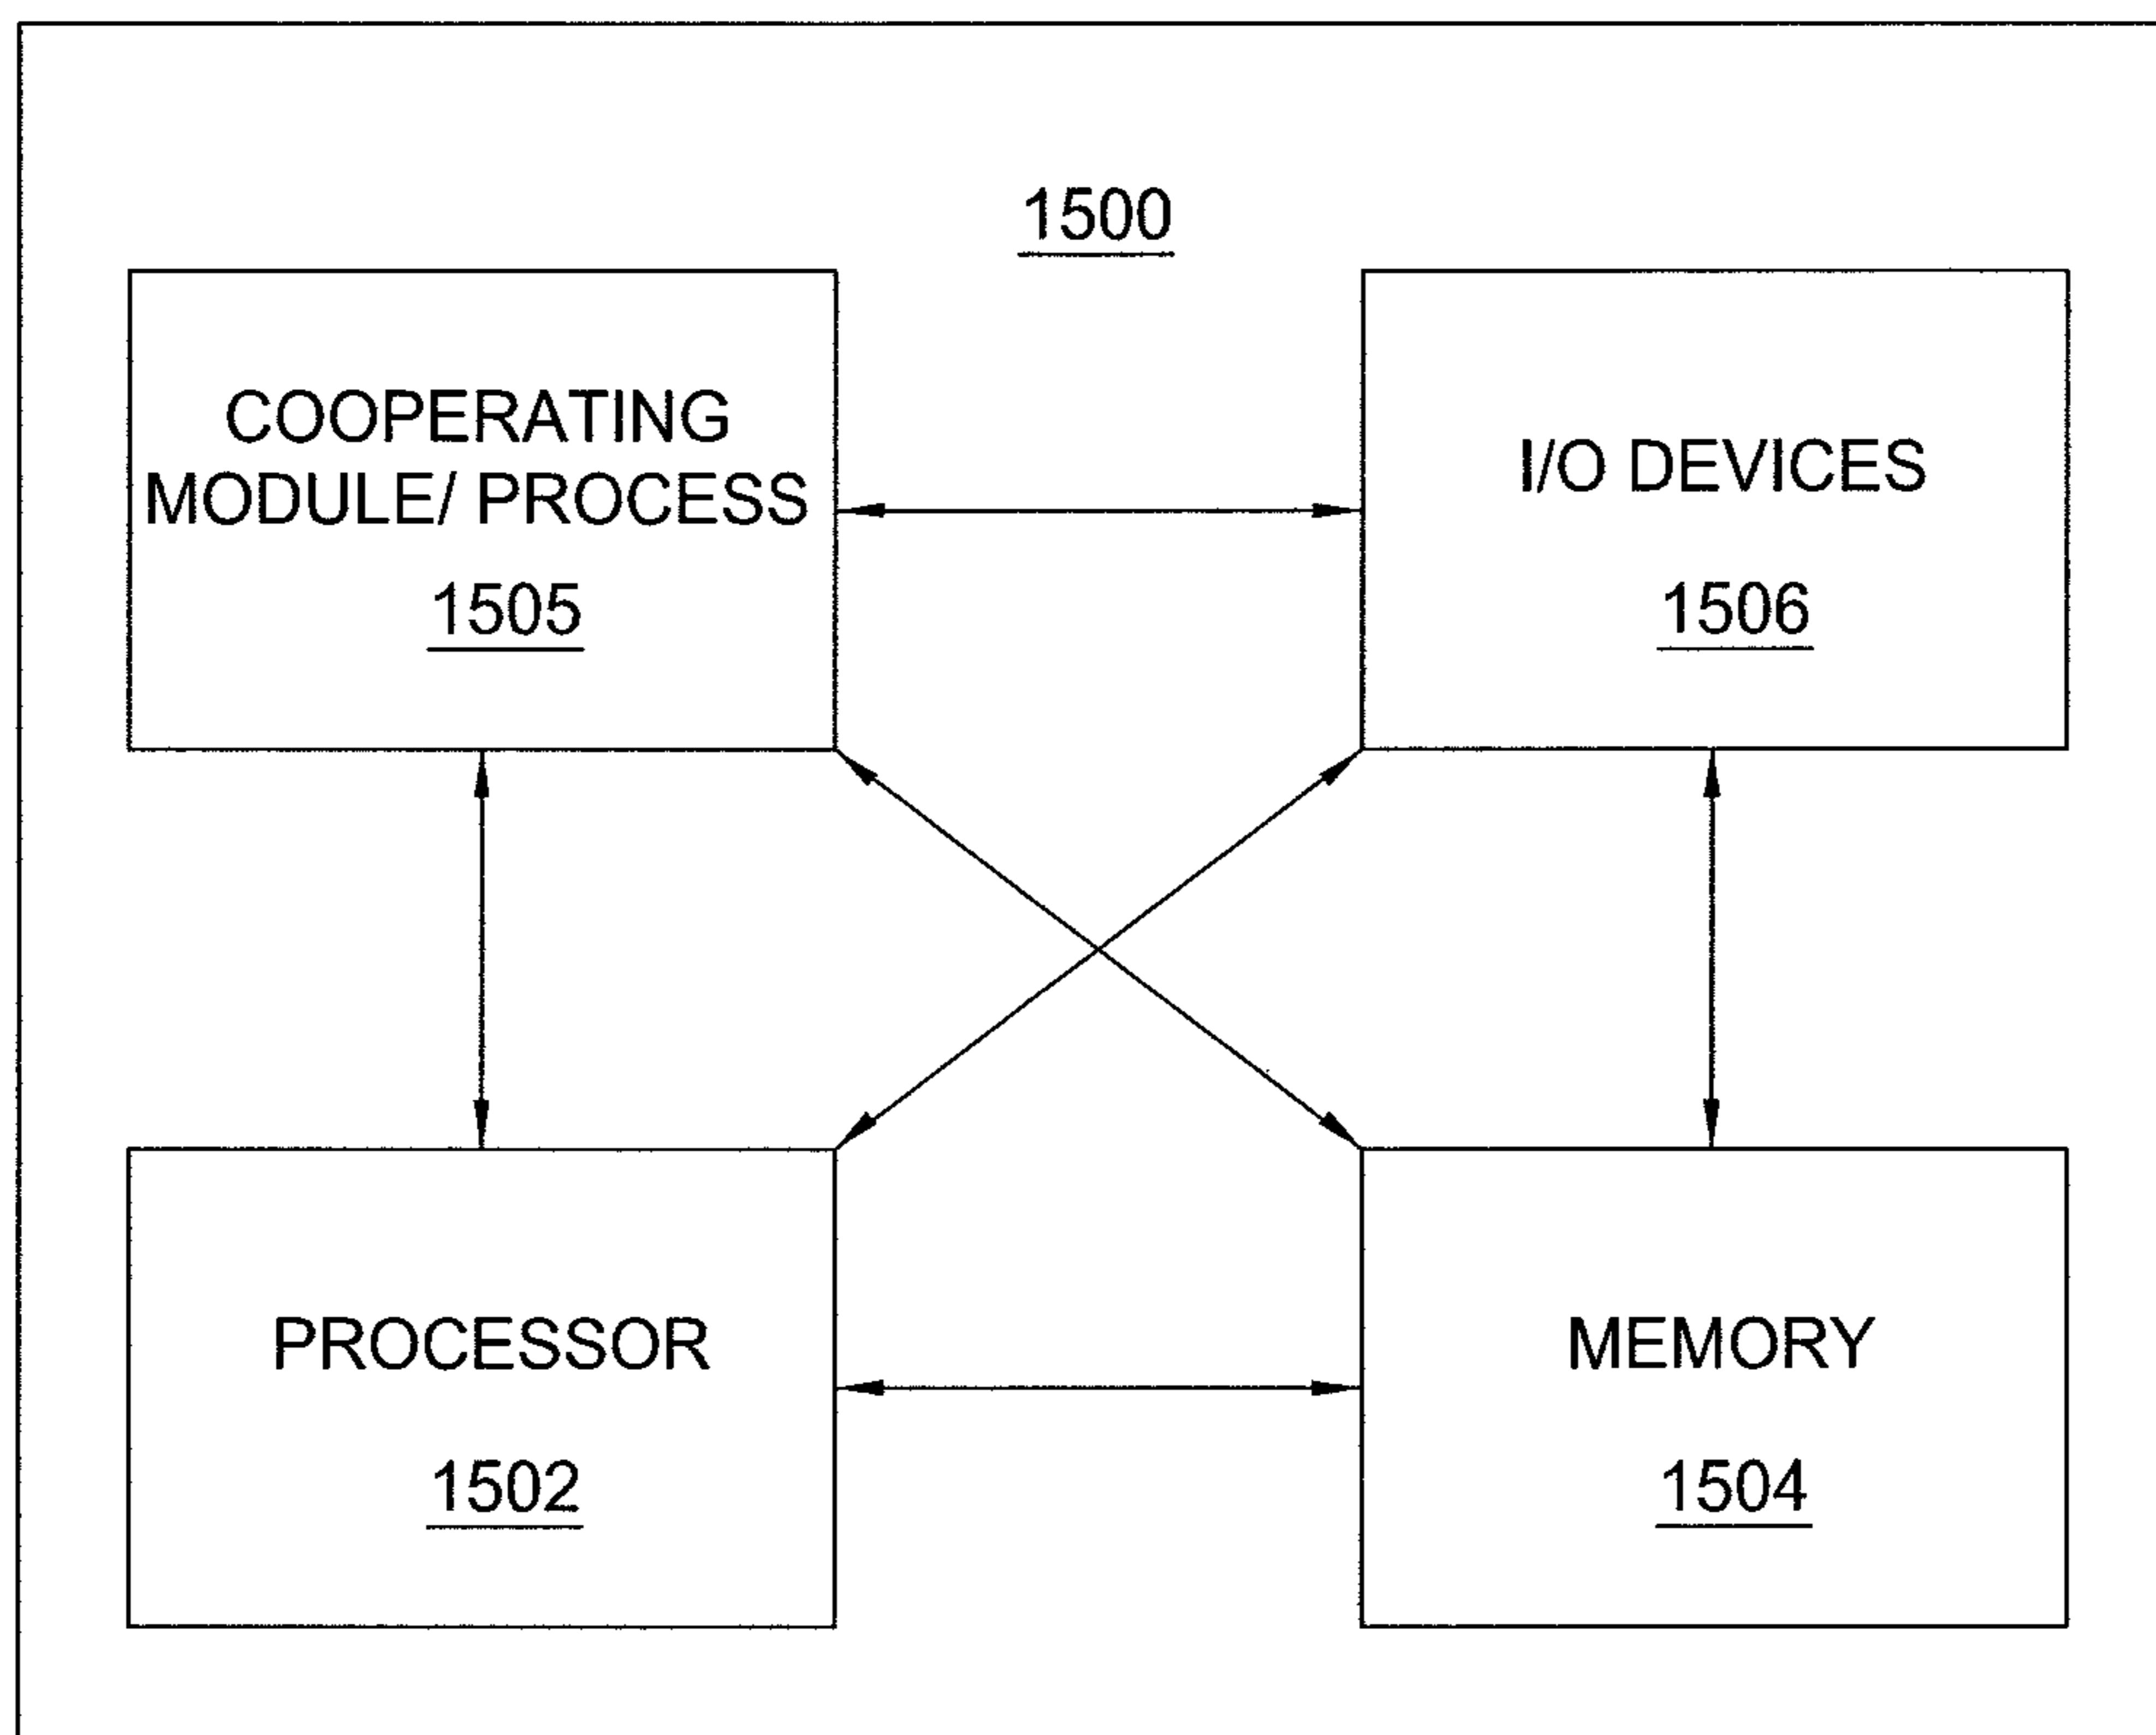 1500
COOPERATING
MODULE/ PROCESS
1505
I/O DEVICES
1506
PROCESSOR
1502
MEMORY
1504